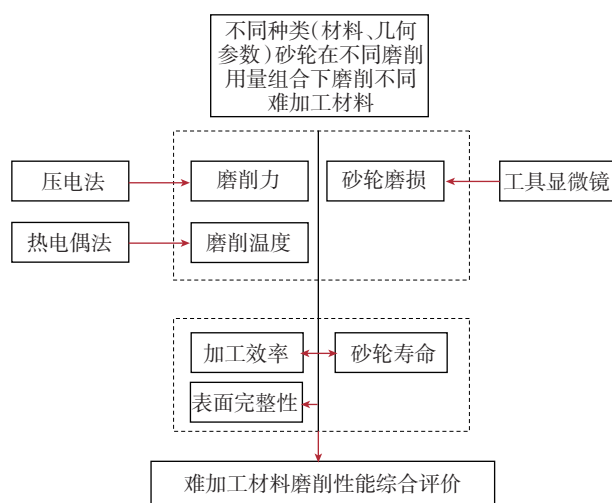 不同种类(材料、几何
参数)砂轮在不同磨削
用量组合下磨削不同
难加工材料
压电法
磨削力
砂轮磨损
工具显微镜
热电偶法
磨削温度
加工效率
砂轮寿命
表面完整性
难加工材料磨削性能综合评价